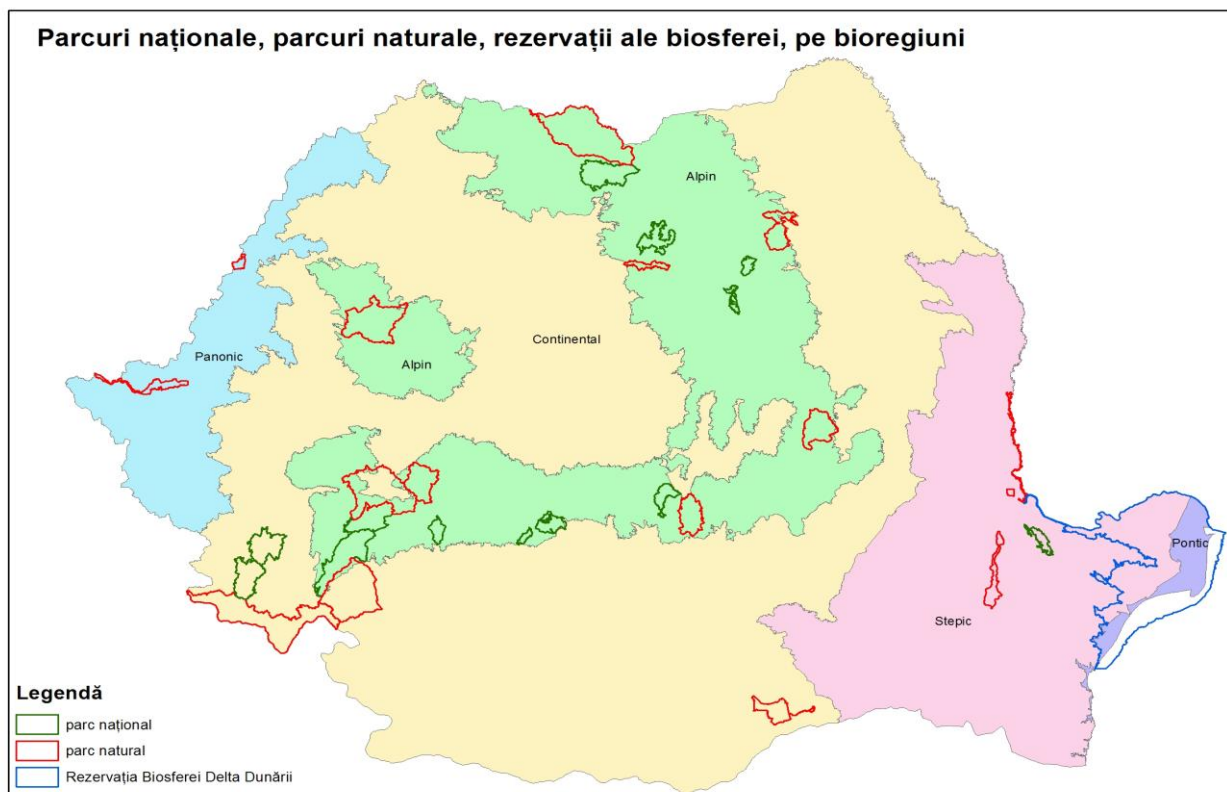 Parcuri naționale, parcuri naturale, rezervații ale biosferei, pe bioregiuni
Alpin
Continental
Panonic
Alpin
Pontic
Stepic
Legendă
parc național
parc natural
Rezervația Biosferei Delta Dunării